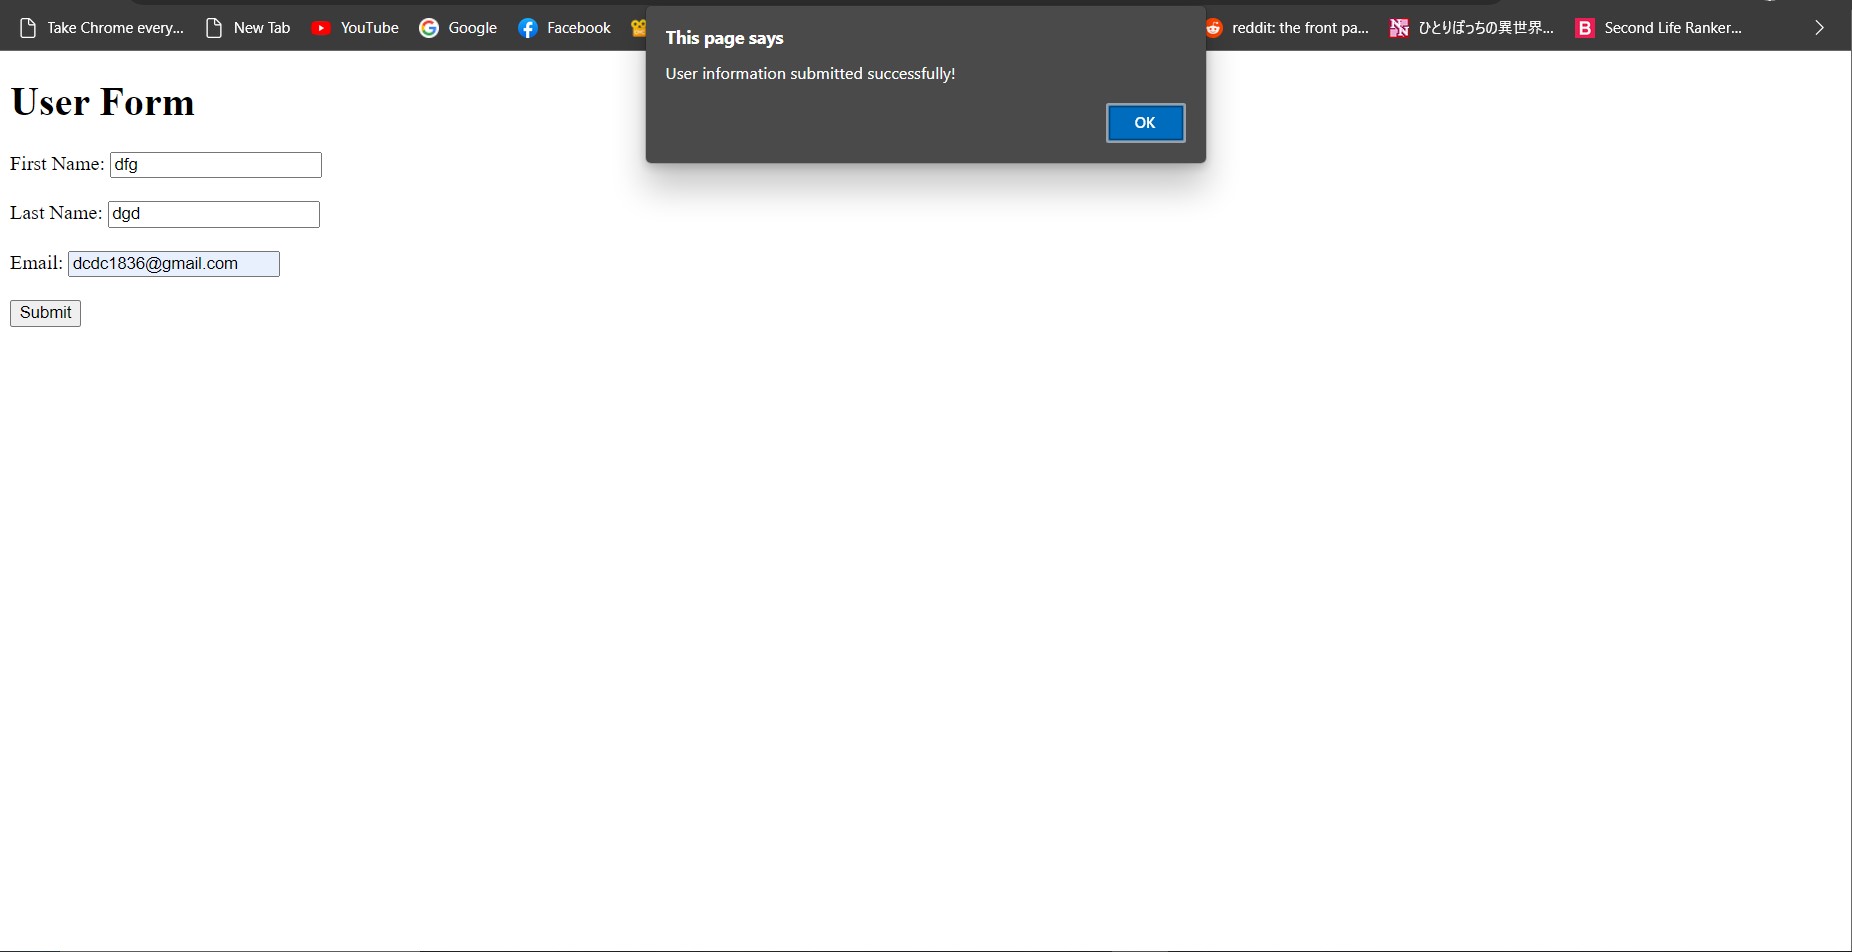 Take Chrome every...
New Tab
YouTube
Google
Facebook
reddit: the front pa...
ひとりぼっちの異世界...
Second Life Ranker...
This page says
User information submitted successfully!
OK
User Form
First Name: dfg
Last Name: dgd
Email: dcdc1836@gmail.com
Submit